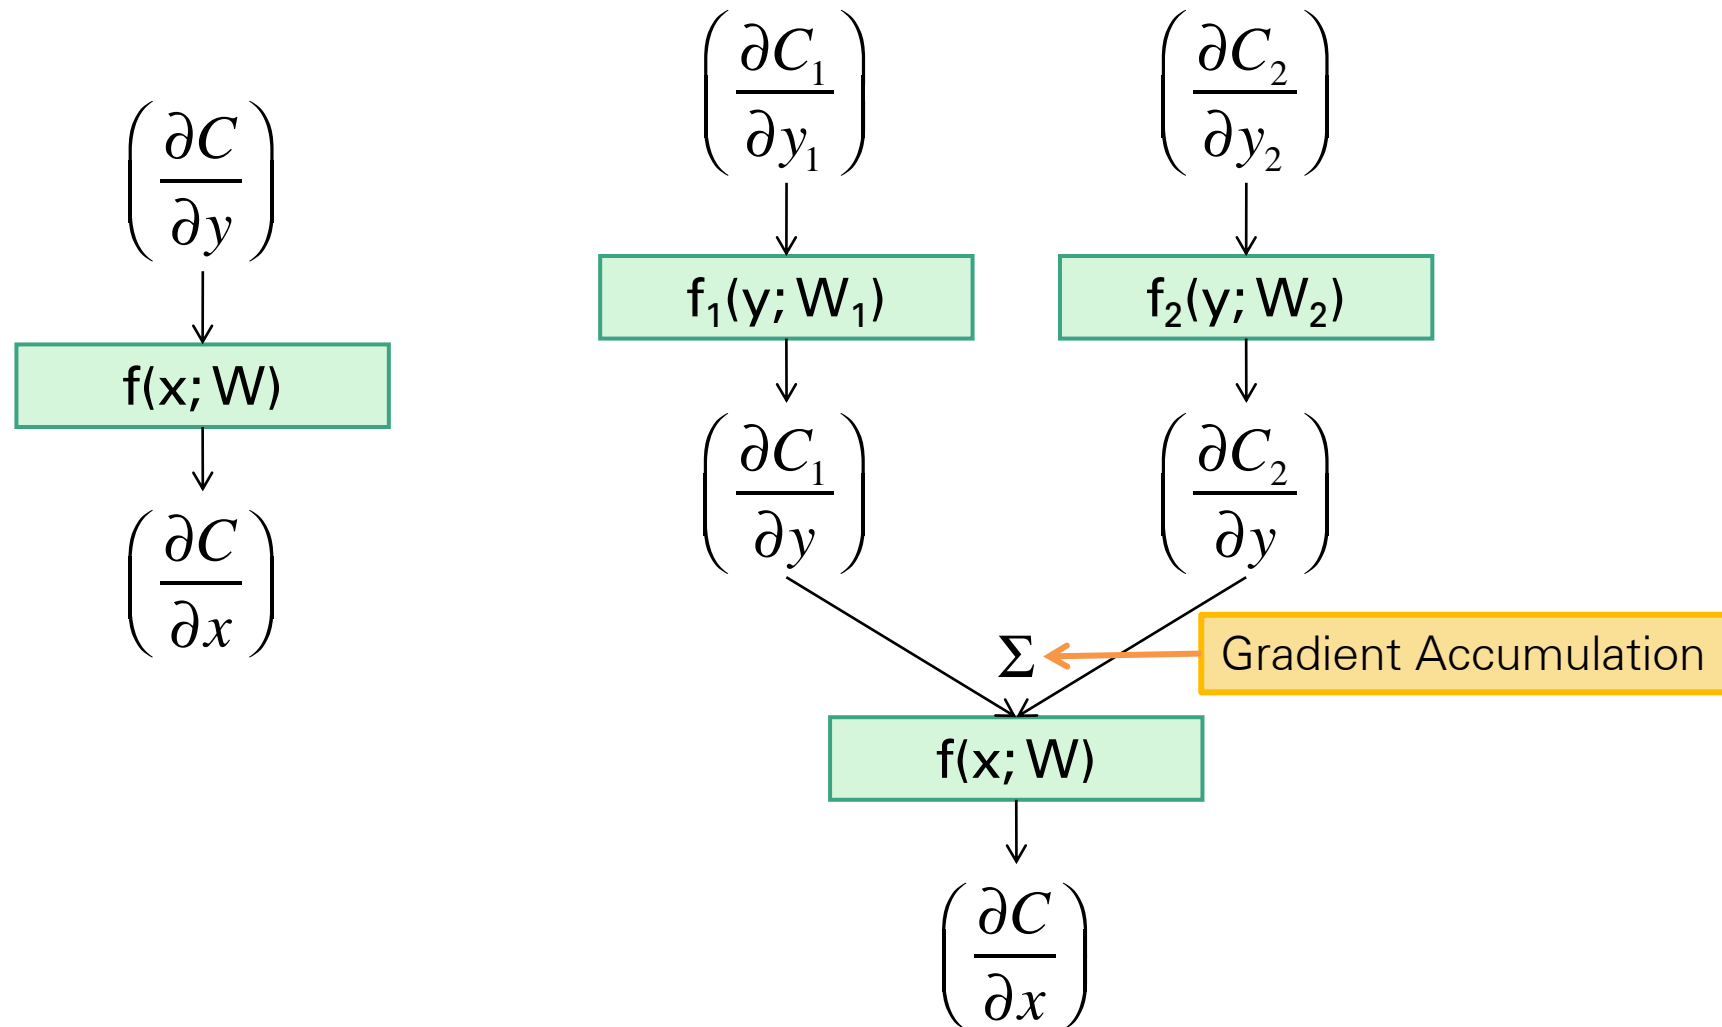 (∂C/∂y)
f(x; W)
(∂C/∂x)
(∂C₁/∂y₁)
(∂C₂/∂y₂)
f₁(y; W₁)
f₂(y; W₂)
(∂C₁/∂y)
(∂C₂/∂y)
Σ
Gradient Accumulation
f(x; W)
(∂C/∂x)